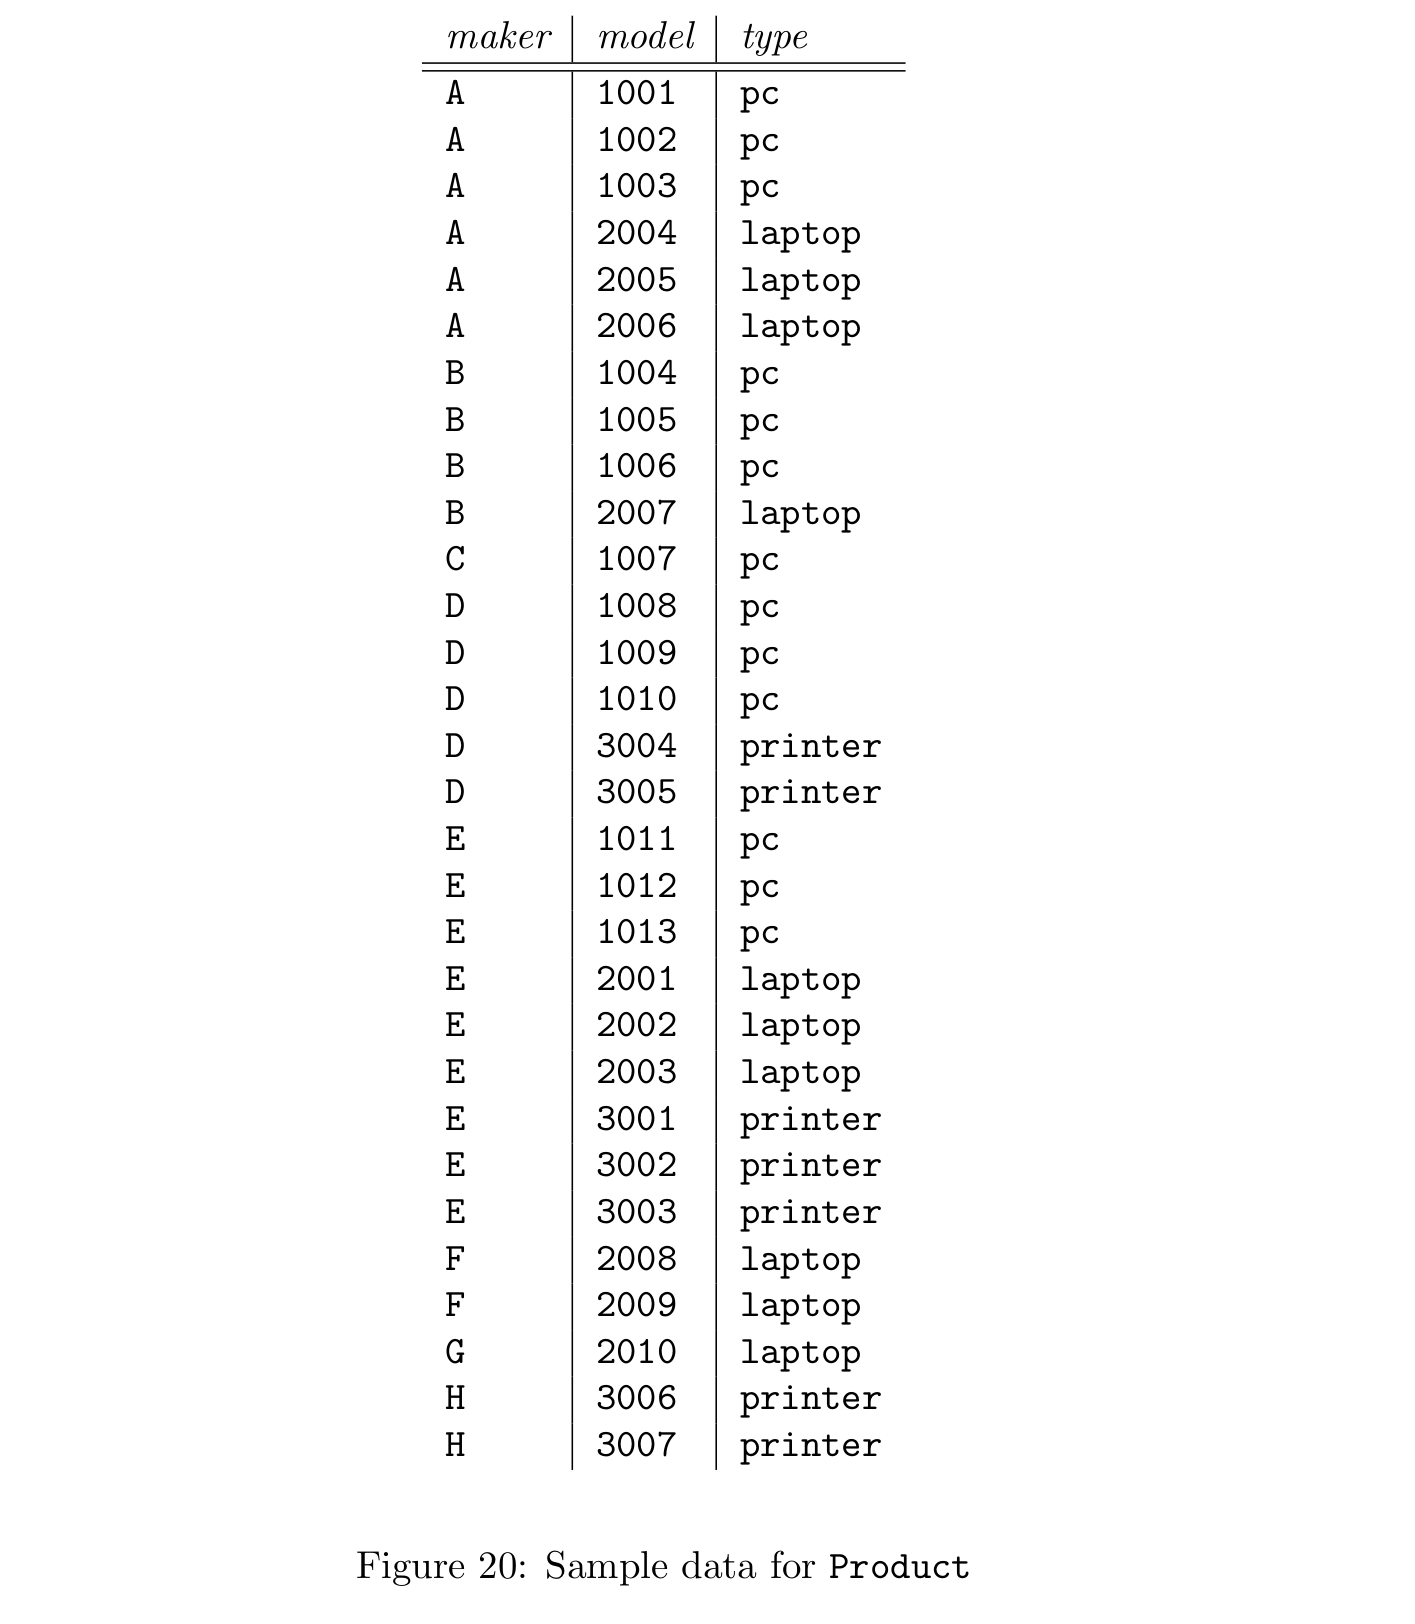 maker model type
A 1001 pc
A 1002 pc
A 1003 pc
A 2004 laptop
A 2005 laptop
A 2006 laptop
B 1004 pc
B 1005 pc
B 1006 pc
B 2007 laptop
C 1007 pc
D 1008 pc
D 1009 pc
D 1010 pc
D 3004 printer
D 3005 printer
E 1011 pc
E 1012 pc
E 1013 pc
E 2001 laptop
E 2002 laptop
E 2003 laptop
E 3001 printer
E 3002 printer
E 3003 printer
F 2008 laptop
F 2009 laptop
G 2010 laptop
H 3006 printer
H 3007 printer
Figure 20: Sample data for Product